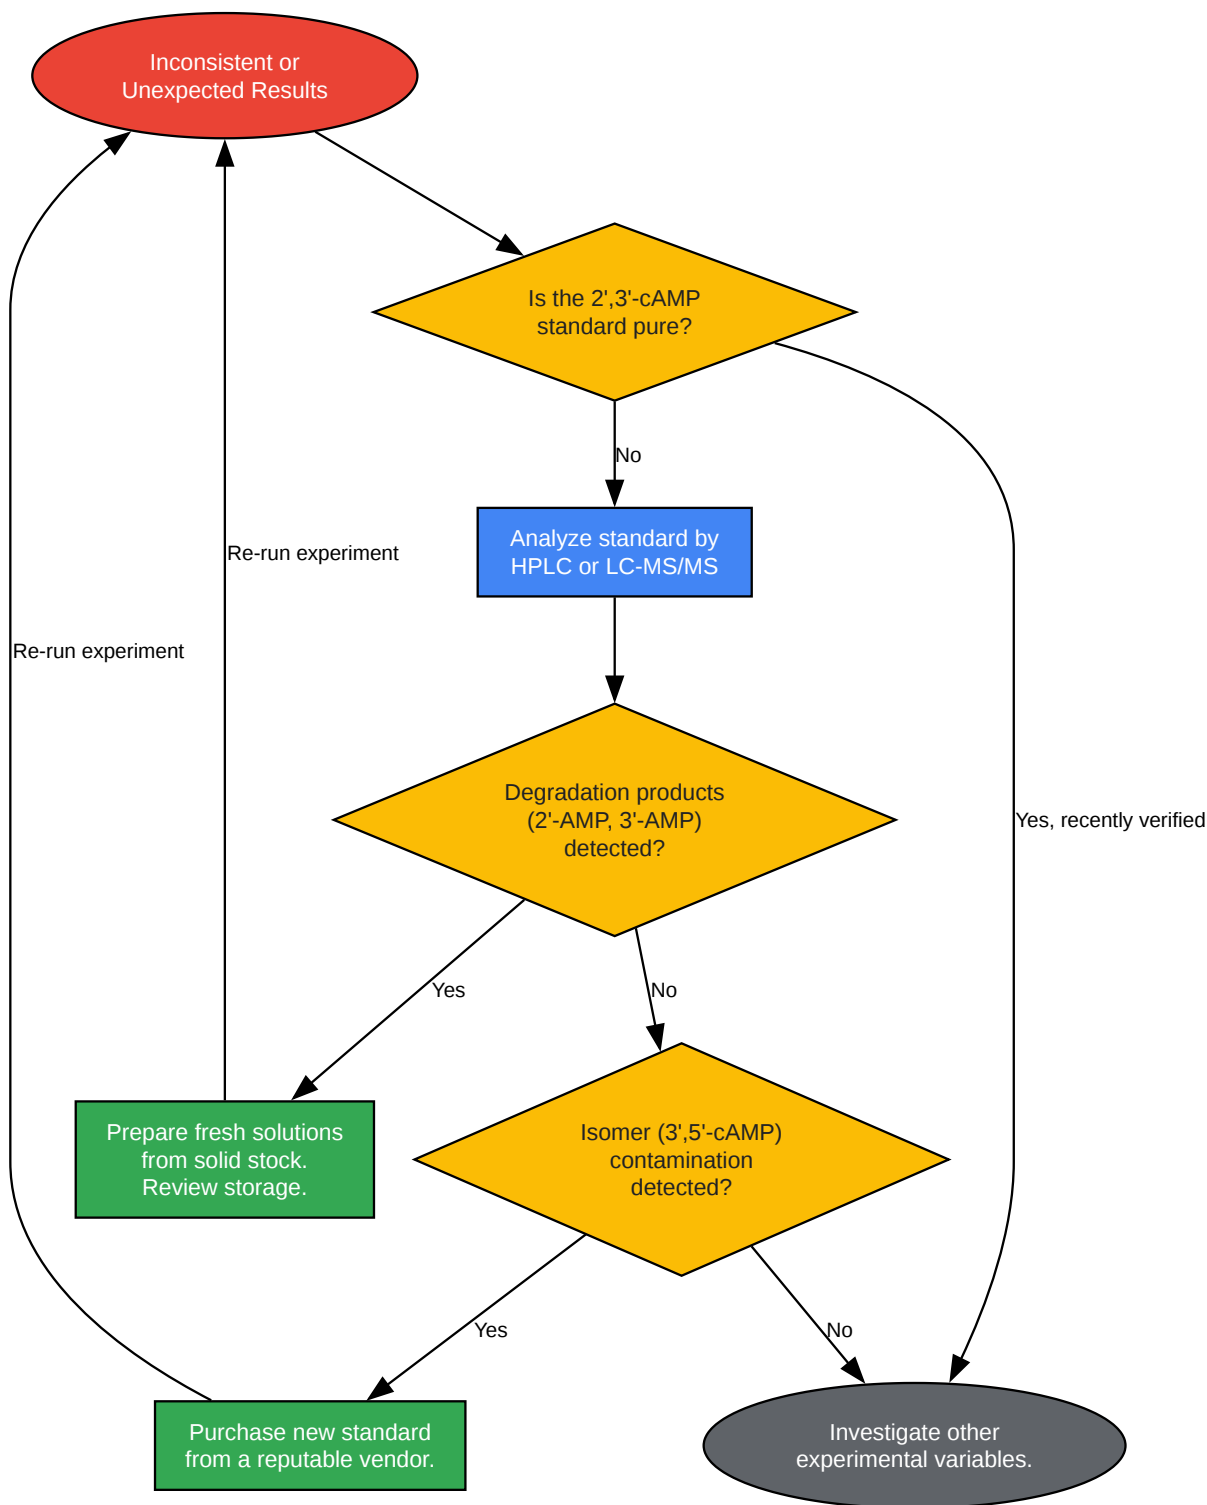 Inconsistent or
Unexpected Results
Is the 2',3'-cAMP
standard pure?
No
Analyze standard by
HPLC or LC-MS/MS
Re-run experiment
Re-run experiment
Degradation products
(2'-AMP, 3'-AMP)
detected?
Yes, recently verified
Yes
No
Prepare fresh solutions
from solid stock.
Review storage.
Isomer (3',5'-cAMP)
contamination
detected?
Yes
No
Purchase new standard
from a reputable vendor.
Investigate other
experimental variables.